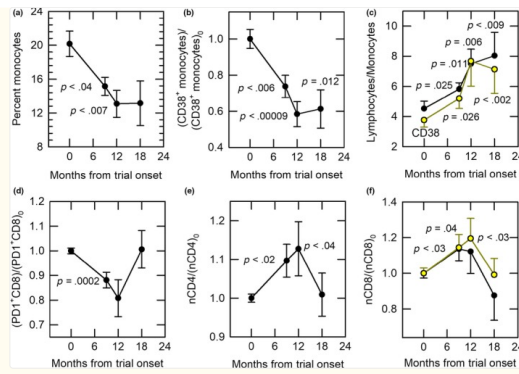 (a)
Percent monocytes
24
20
16
12
8
4
p < .04
p < .007
0 6 12 18 24
Months from trial onset
(b)
(CD38+ monocytes)/
(CD38+ monocytes)0
1.0
0.8
0.6
0.4
p < .006
p < .00009
p = .012
0 6 12 18 24
Months from trial onset
(c)
Lymphocytes/Monocytes
10
8
6
4
2
p < .009
p = .006
p = .011
p = .025
p < .002
p = .026
CD38
0 6 12 18 24
Months from trial onset
(d)
(PD1+CD8)/(PD1+CD8)0
1.2
1.1
1.0
0.9
0.8
0.7
p = .0002
0 6 12 18 24
Months from trial onset
(e)
nCD4/(nCD4)0
1.3
1.2
1.1
1.0
0.9
p < .02
p < .04
0 6 12 18 24
Months from trial onset
(f)
nCD8/(nCD8)0
1.4
1.2
1.0
0.8
p = .04
p < .03
p < .03
0 6 12 18 24
Months from trial onset